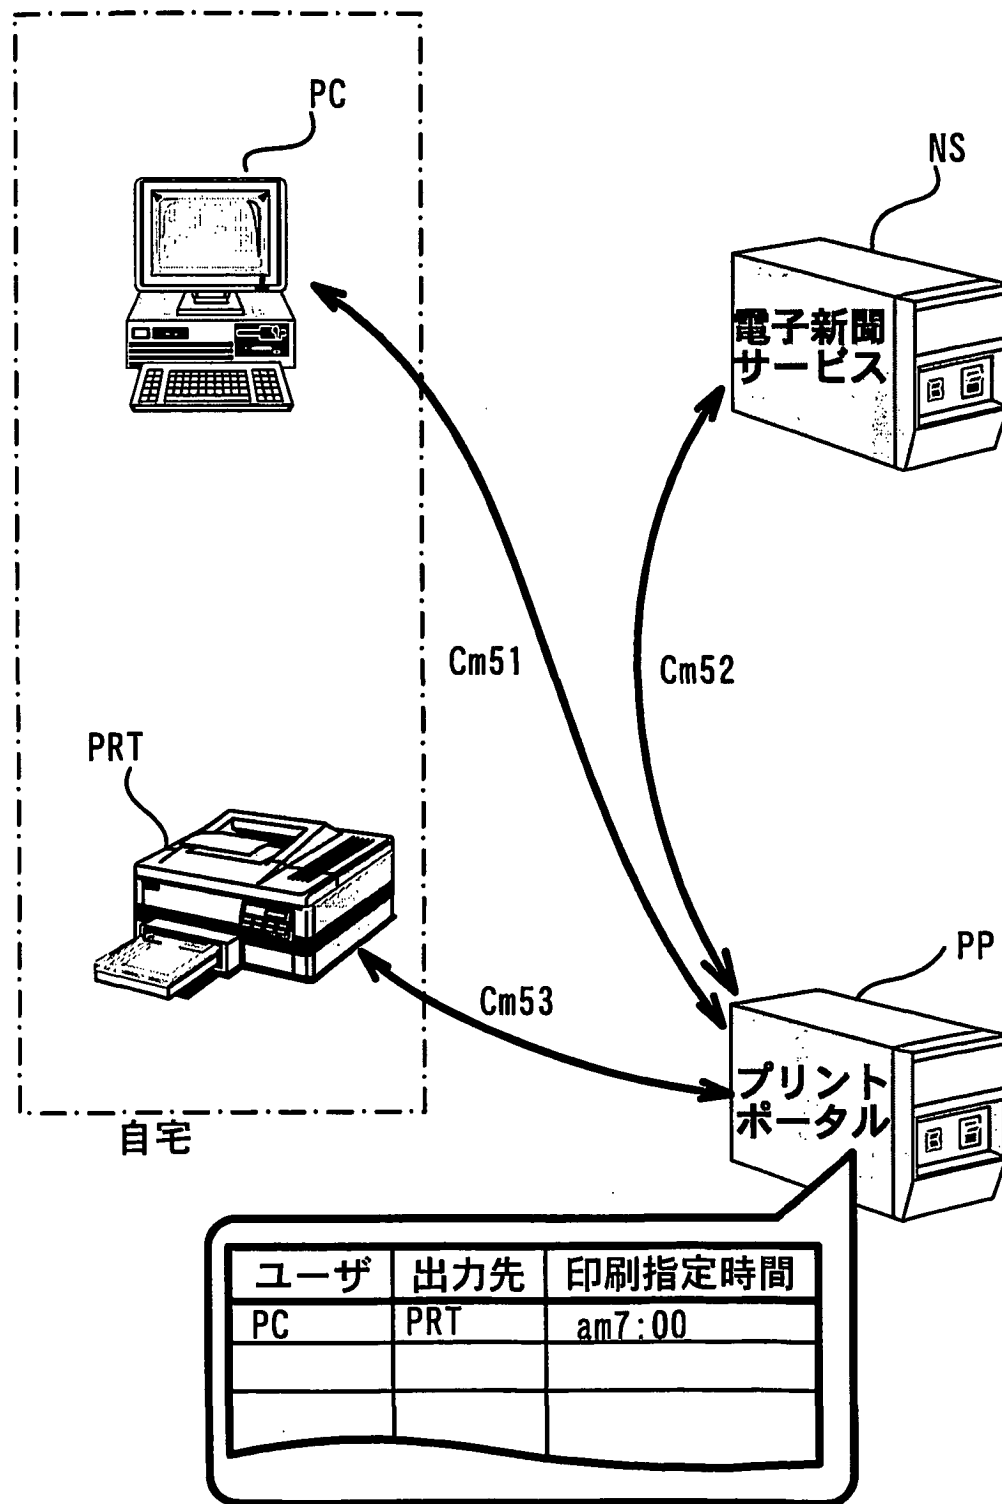 PC
NS
電子新聞
サービス
Cm51
Cm52
PRT
Cm53
PP
プリント
ポータル
自宅
ユーザ 出力先 印刷指定時間
PC PRT am7:00